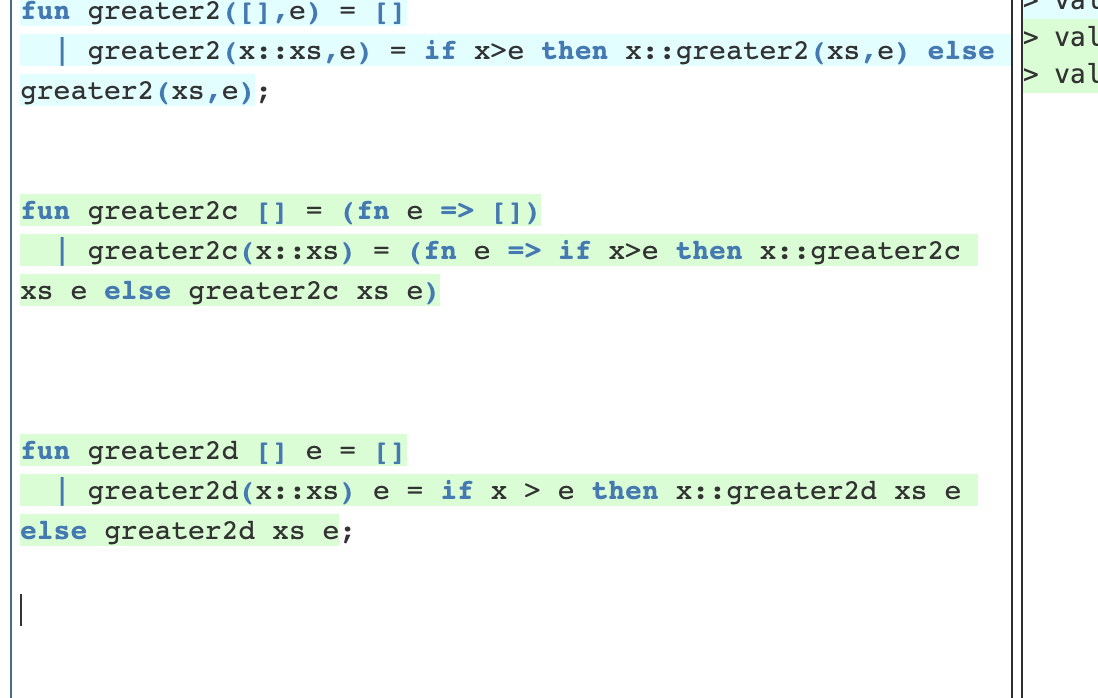 fun greater2([],e) = []
  | greater2(x::xs,e) = if x>e then x::greater2(xs,e) else
greater2(xs,e);
fun greater2c [] = (fn e => [])
  | greater2c(x::xs) = (fn e => if x>e then x::greater2c
xs e else greater2c xs e)
fun greater2d [] e = []
  | greater2d(x::xs) e = if x > e then x::greater2d xs e
else greater2d xs e;
> val
> val
> val